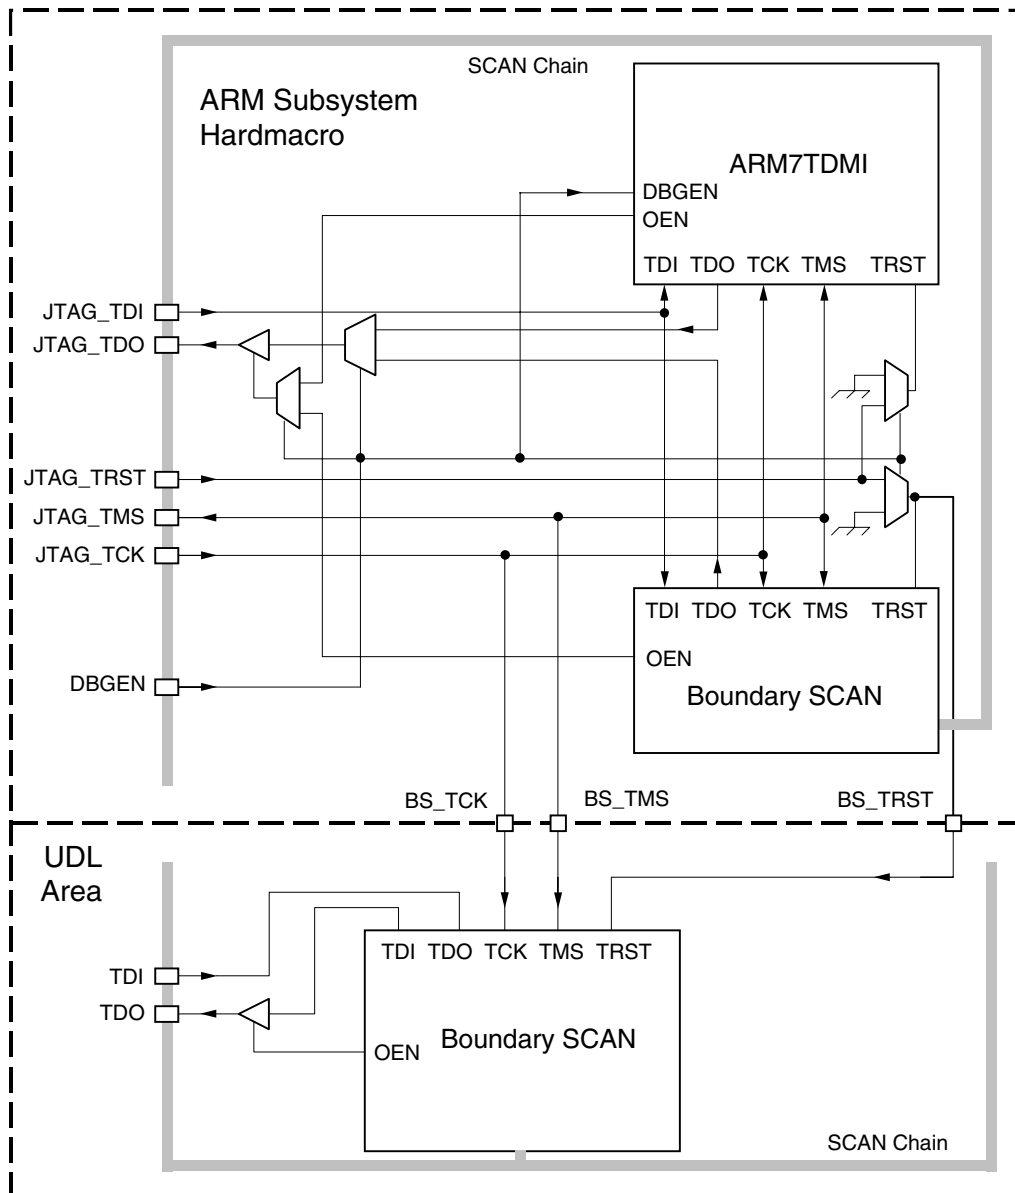 SCAN Chain
ARM Subsystem
Hardmacro
ARM7TDMI
DBGEN
OEN
TDI TDO TCK TMS TRST
JTAG_TDI
JTAG_TDO
JTAG_TRST
JTAG_TMS
JTAG_TCK
TDI TDO TCK TMS TRST
OEN
DBGEN
Boundary SCAN
BS_TCK
BS_TMS
BS_TRST
UDL
Area
TDI TDO TCK TMS TRST
TDI
TDO
Boundary SCAN
OEN
SCAN Chain